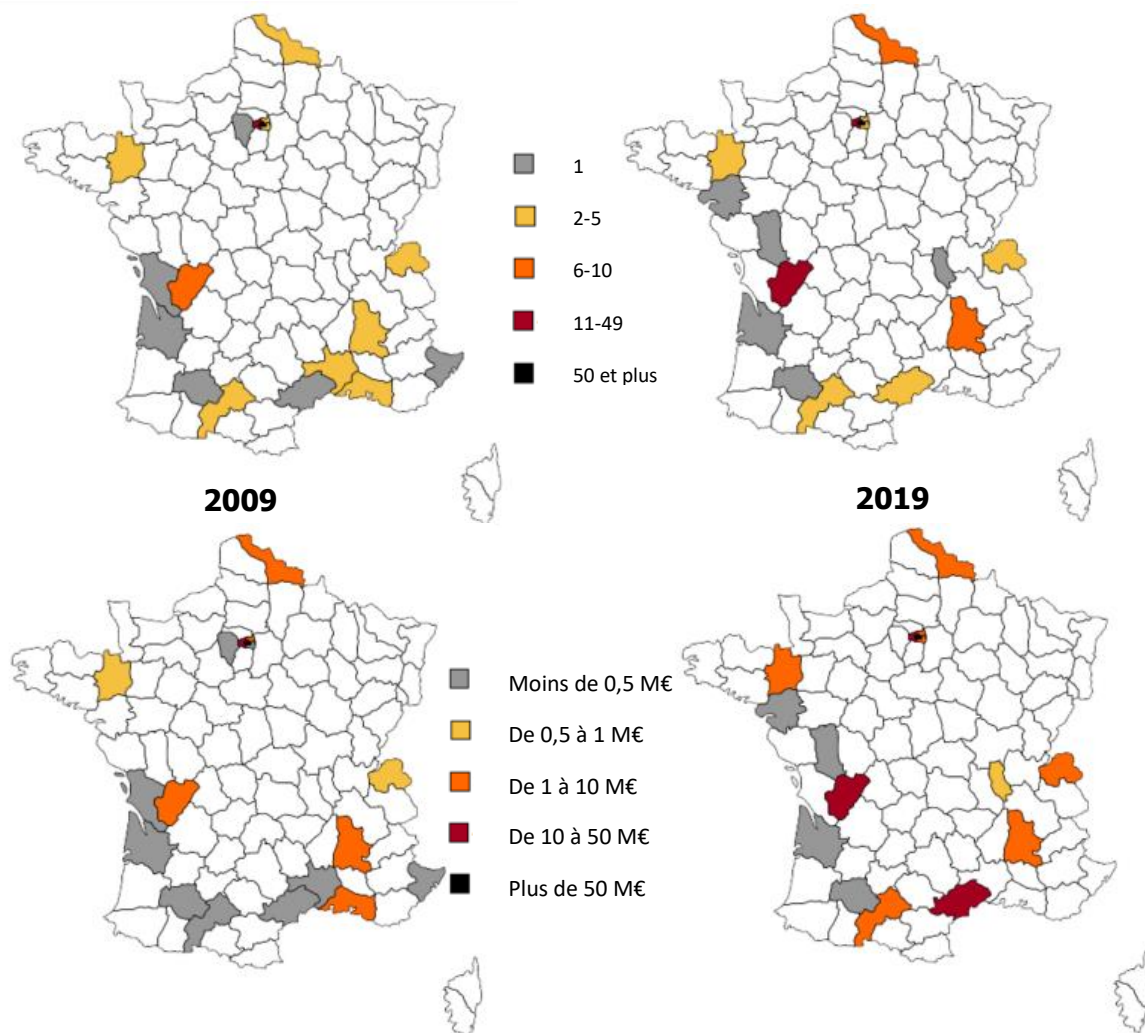 1
2-5
6-10
11-49
50 et plus
2009
2019
Moins de 0,5 M€
De 0,5 à 1 M€
De 1 à 10 M€
De 10 à 50 M€
Plus de 50 M€